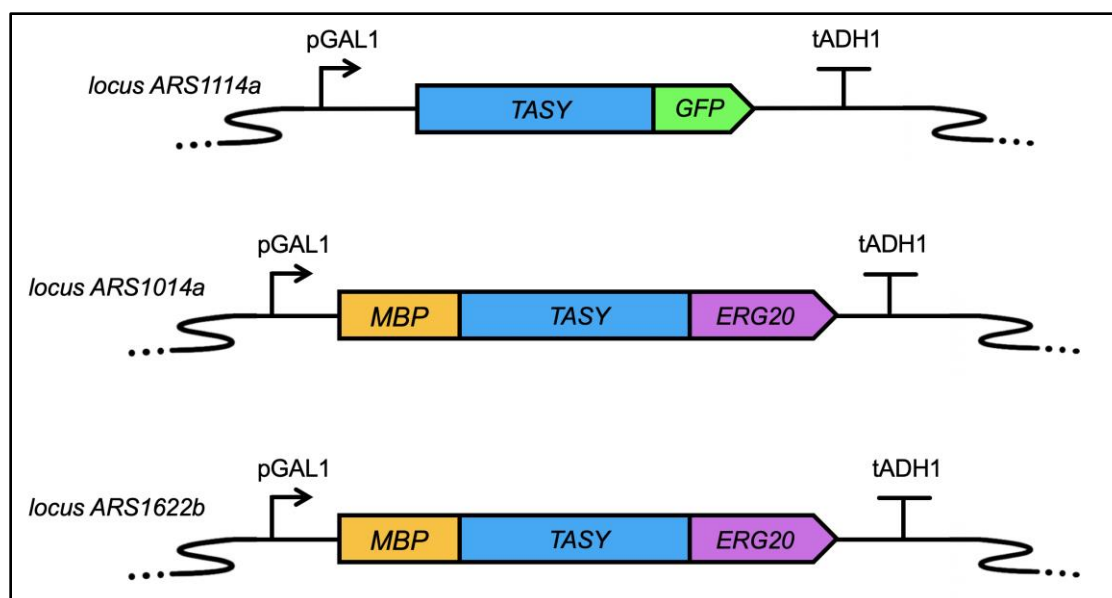 pGAL1 tADH1
locus ARS1114a
TASY GFP
pGAL1 tADH1
locus ARS1014a
MBP TASY ERG20
pGAL1 tADH1
locus ARS1622b
MBP TASY ERG20